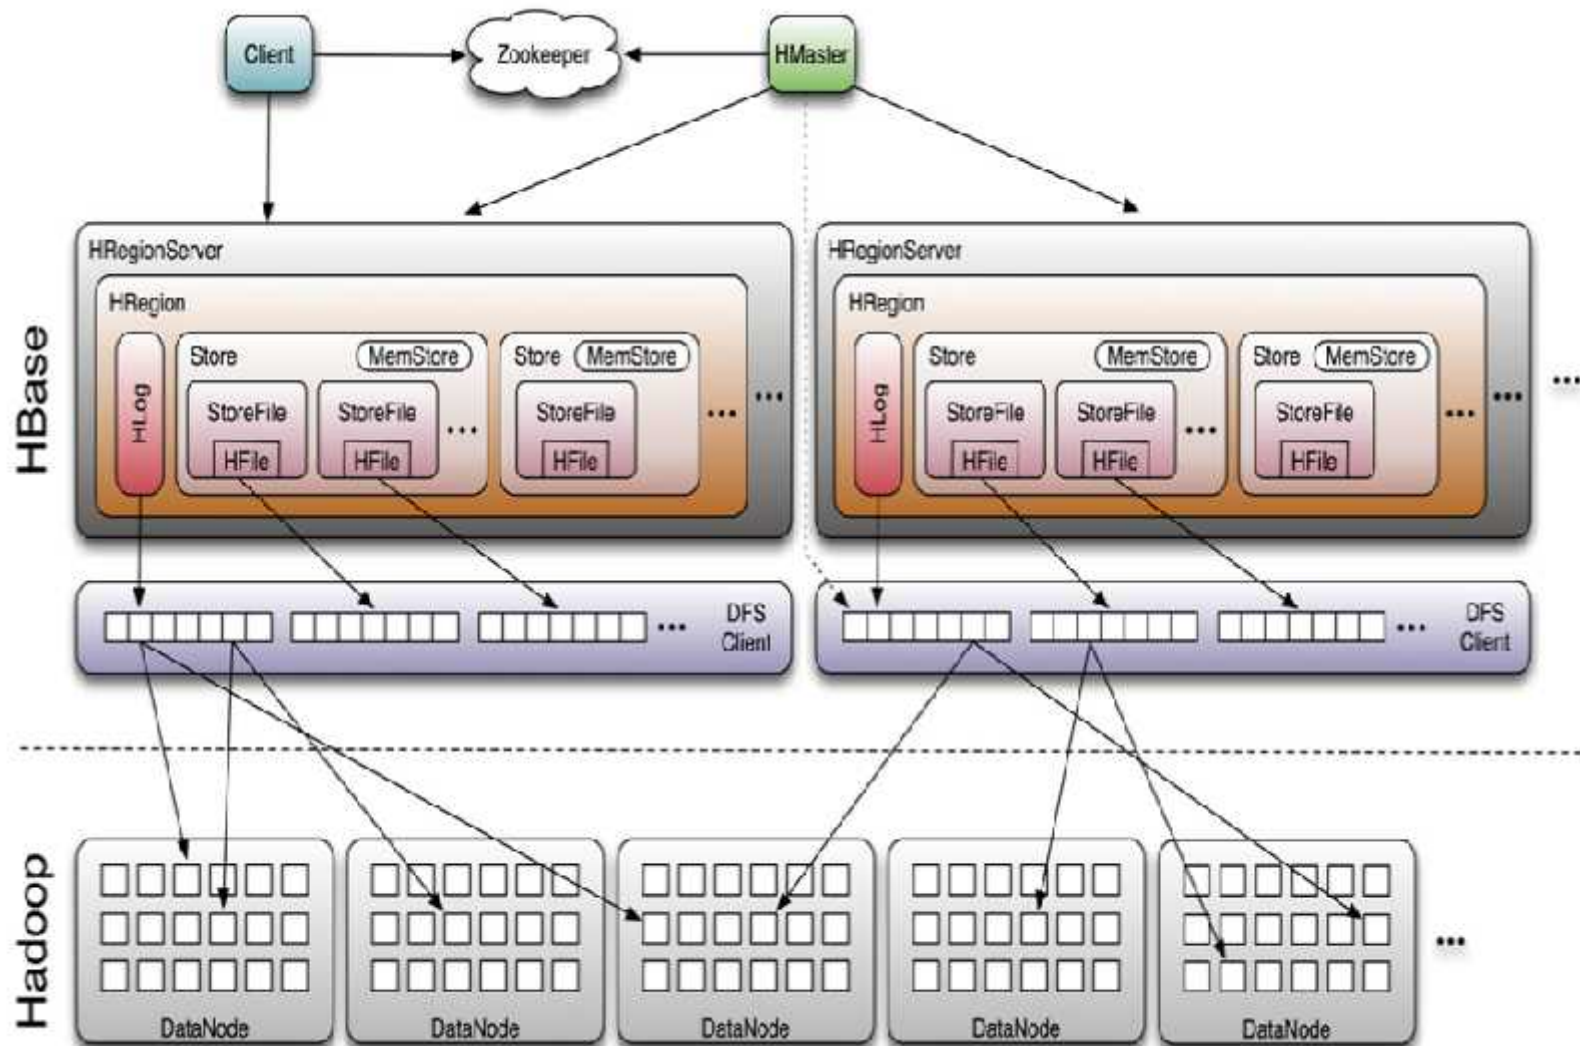 Client
Zookeeper
HMaster
HBase
HRegionServer
HRegion
HLog
Store
MemStore
StoreFile
HFile
StoreFile
HFile
...
Store
MemStore
StoreFile
HFile
...
...
HRegionServer
HRegion
HLog
Store
MemStore
StoreFile
HFile
StoreFile
HFile
...
Store
MemStore
StoreFile
HFile
...
...
...
...
DFS
Client
...
DFS
Client
Hadoop
DataNode
DataNode
DataNode
DataNode
DataNode
...